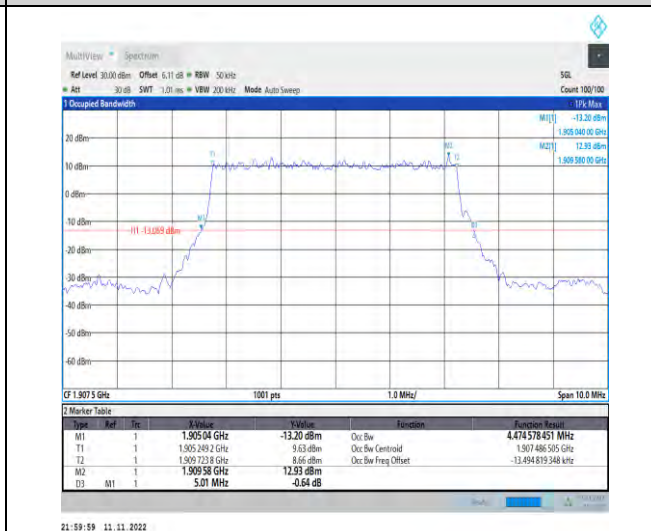 MultiView Spectrum
Ref Level 30.00 dBm Offset 6.11 dB RBW 50 kHz SGL
Att 30 dB SWT 1.01 ms VBW 200 kHz Mode Auto Sweep Count 100/100
1 Occupied Bandwidth 1Pk Max
M1[1] -13.20 dBm
1.905 040 00 GHz
M2[1] 12.93 dBm
1.909 580 00 GHz
20 dBm
M2
T1 T2
10 dBm
0 dBm
-10 dBm
M1
D3
H1 -13.069 dBm
-20 dBm
-30 dBm
-40 dBm
-50 dBm
-60 dBm
CF 1.907 5 GHz 1001 pts 1.0 MHz/ Span 10.0 MHz
2 Marker Table
Type Ref Trc X-Value Y-Value Function Function Result
M1 1 1.905 04 GHz -13.20 dBm Occ Bw 4.474 578 451 MHz
T1 1 1.905 249 2 GHz 9.63 dBm Occ Bw Centroid 1.907 486 505 GHz
T2 1 1.909 723 8 GHz 8.66 dBm Occ Bw Freq Offset -13.494 819 348 kHz
M2 1 1.909 58 GHz 12.93 dBm
D3 M1 1 5.01 MHz -0.64 dB
21:59:59 11.11.2022